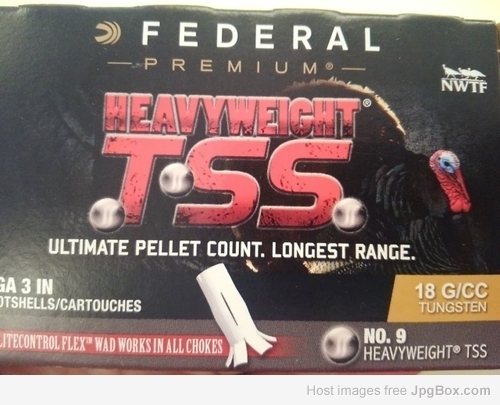 FEDERAL
PREMIUM®
NWTF
HEAVYWEIGHT®
TSS
ULTIMATE PELLET COUNT. LONGEST RANGE.
GA 3 IN
OTSHELLS/CARTOUCHES
18 G/CC
TUNGSTEN
LITECONTROL FLEX™ WAD WORKS IN ALL CHOKES
NO. 9
HEAVYWEIGHT® TSS
Host images free JpgBox.com